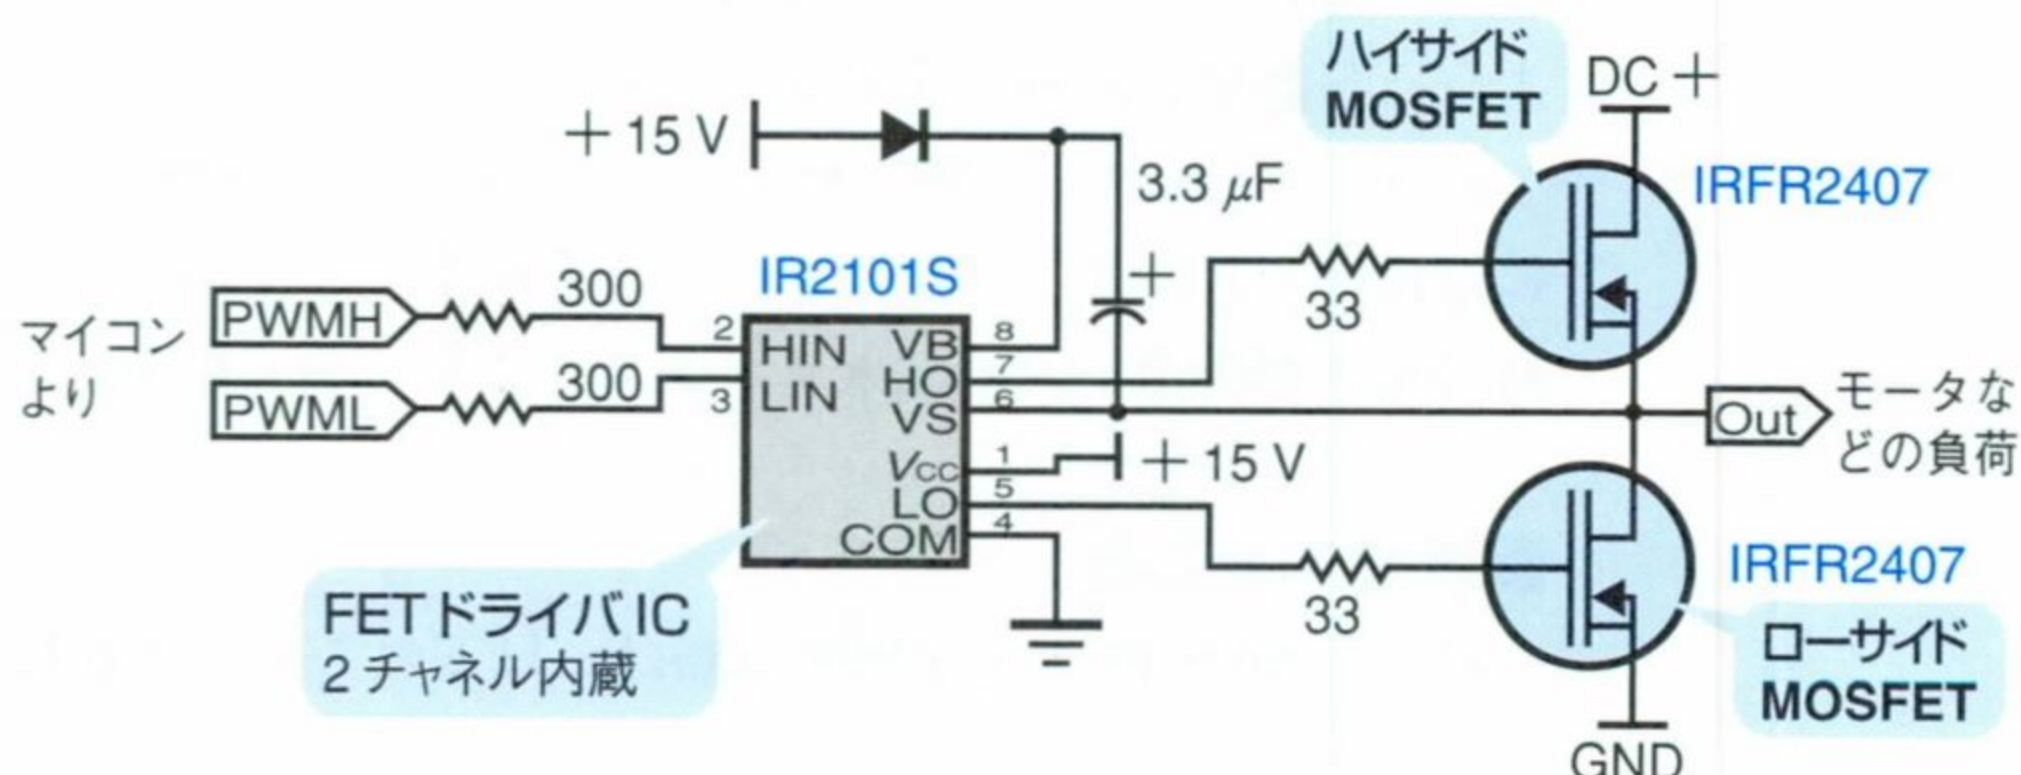 ハイサイド
MOSFET
DC+
+15 V
3.3 μF
IRFR2407
IR2101S
マイコン
より
PWMH
300
PWML
300
2
3
HIN
LIN
VB
HO
VS
VCC
LO
COM
8
7
6
1
5
4
33
+15 V
Out
モータな
どの負荷
33
IRFR2407
FETドライバIC
2チャネル内蔵
ローサイド
MOSFET
GND